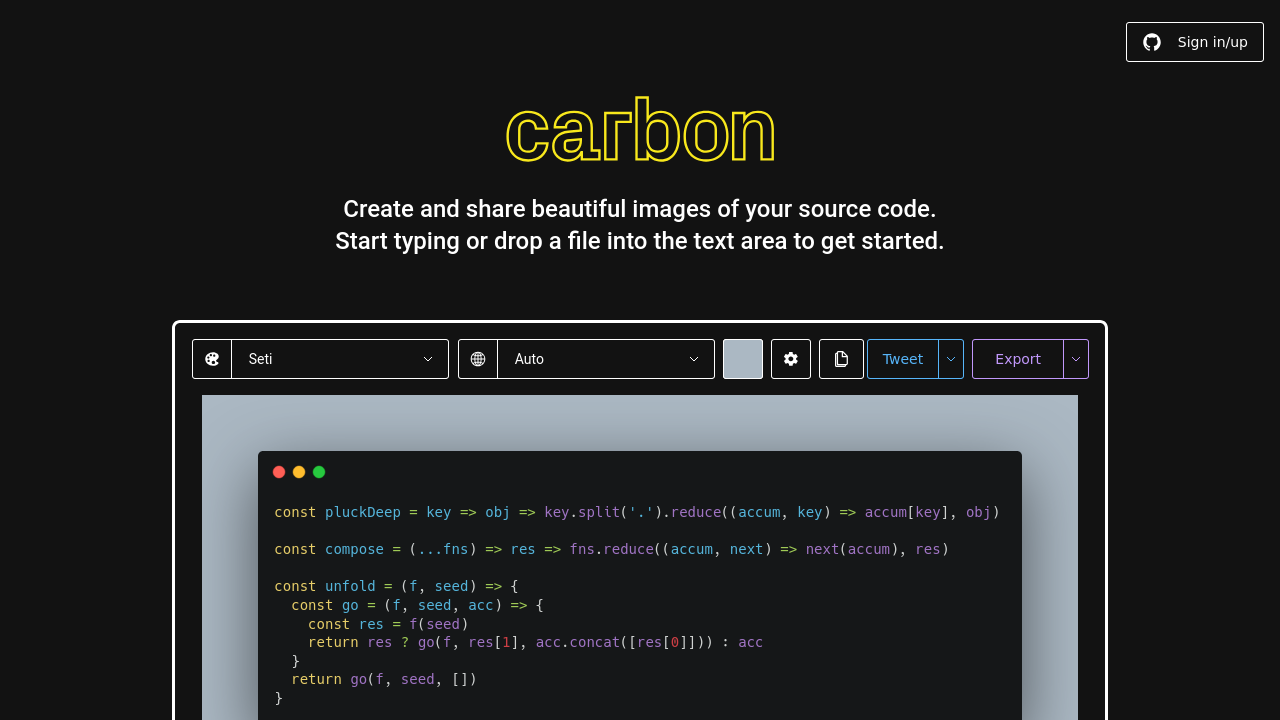 Sign in/up
carbon
Create and share beautiful images of your source code.
Start typing or drop a file into the text area to get started.
Seti
Auto
Tweet
Export
const pluckDeep = key => obj => key.split('.').reduce((accum, key) => accum[key], obj)
const compose = (...fns) => res => fns.reduce((accum, next) => next(accum), res)
const unfold = (f, seed) => {
  const go = (f, seed, acc) => {
    const res = f(seed)
    return res ? go(f, res[1], acc.concat([res[0]])) : acc
  }
  return go(f, seed, [])
}